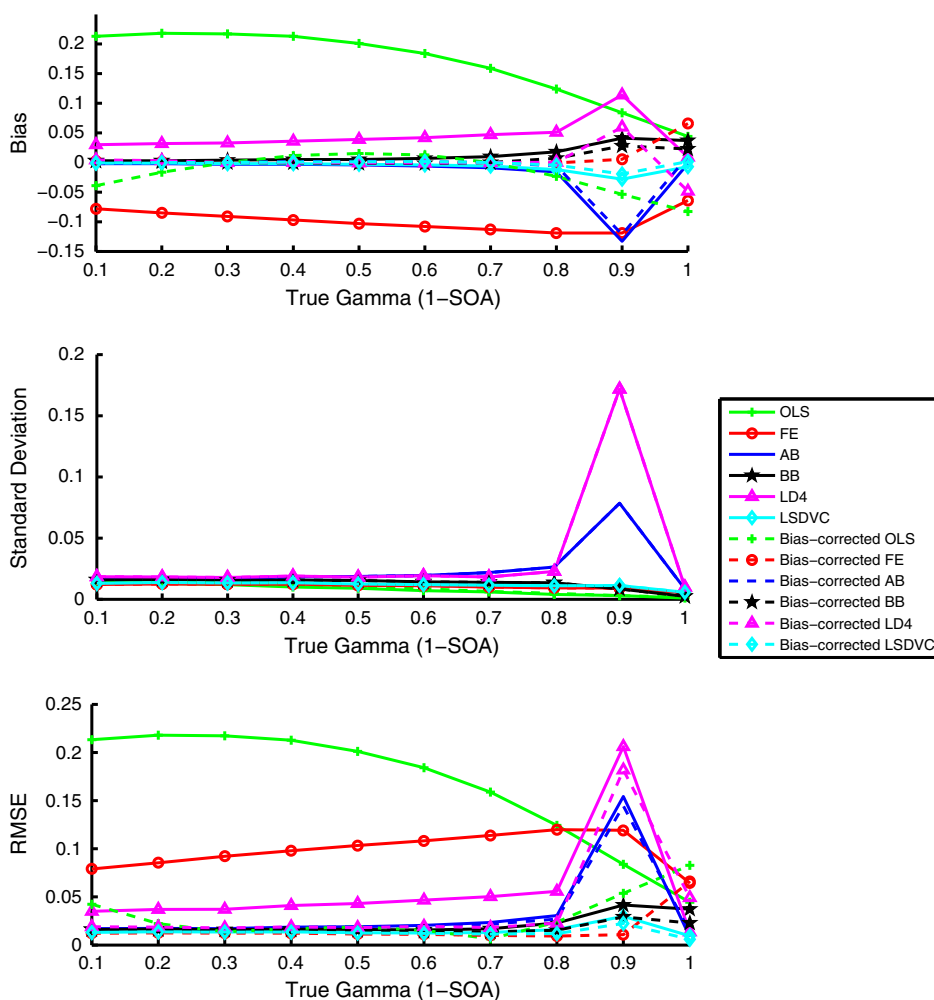 Bias
0.2
0.15
0.1
0.05
0
−0.05
−0.1
−0.15
0.1 0.2 0.3 0.4 0.5 0.6 0.7 0.8 0.9 1
True Gamma (1−SOA)
Standard Deviation
0.2
0.15
0.1
0.05
0
0.1 0.2 0.3 0.4 0.5 0.6 0.7 0.8 0.9 1
True Gamma (1−SOA)
OLS
FE
AB
BB
LD4
LSDVC
Bias−corrected OLS
Bias−corrected FE
Bias−corrected AB
Bias−corrected BB
Bias−corrected LD4
Bias−corrected LSDVC
RMSE
0.25
0.2
0.15
0.1
0.05
0
0.1 0.2 0.3 0.4 0.5 0.6 0.7 0.8 0.9 1
True Gamma (1−SOA)